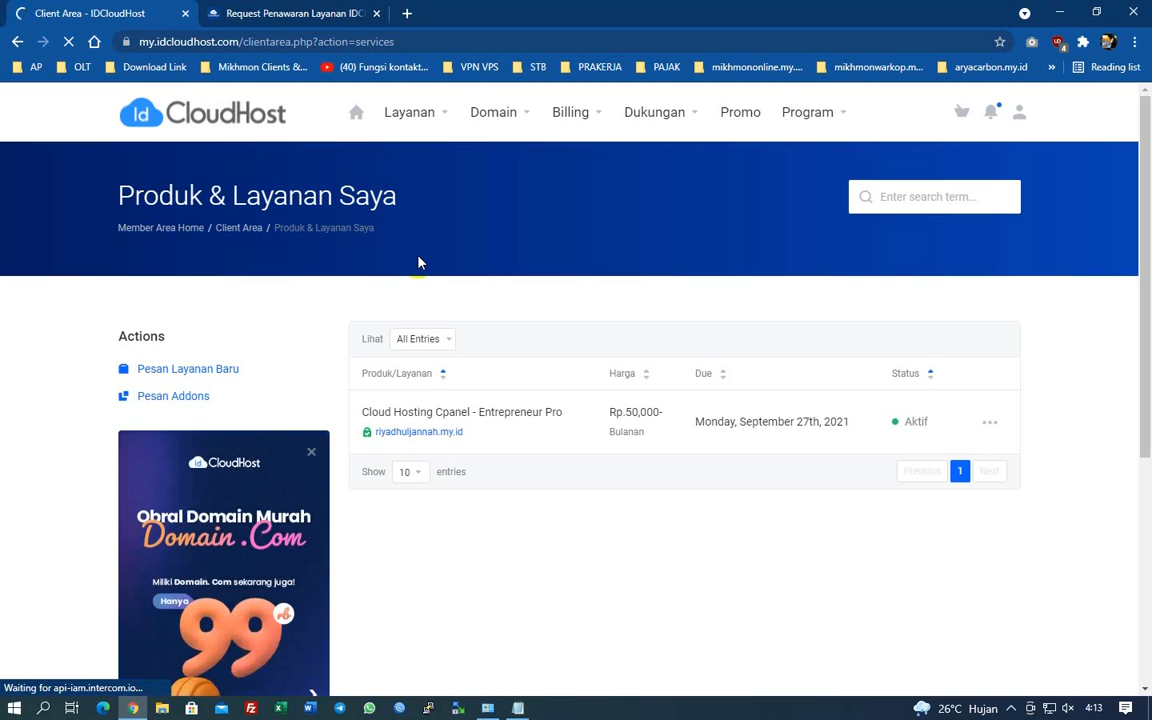 Client Area - IDCloudHost
Request Penawaran Layanan IDC
my.idcloudhost.com/clientarea.php?action=services
AP
OLT
Download Link
Mikhmon Clients &...
(40) Fungsi kontakt...
VPN VPS
STB
PRAKERJA
PAJAK
mikhmononline.my....
mikhmonwarkop.m...
aryacarbon.my.id
»
Reading list
Id CloudHost
Layanan
Domain
Billing
Dukungan
Promo
Program
Produk & Layanan Saya
Enter search term...
Member Area Home / Client Area / Produk & Layanan Saya
Actions
Pesan Layanan Baru
Pesan Addons
Lihat All Entries
Produk/Layanan
Harga
Due
Status
Cloud Hosting Cpanel - Entrepreneur Pro
riyadhuljannah.my.id
Rp.50,000-
Bulanan
Monday, September 27th, 2021
Aktif
Show 10 entries
Previous 1 Next
Id CloudHost
Obral Domain Murah
Domain .Com
Miliki Domain. Com sekarang juga!
Hanya
99
rb
Waiting for api-iam.intercom.io...
26°C Hujan
4:13